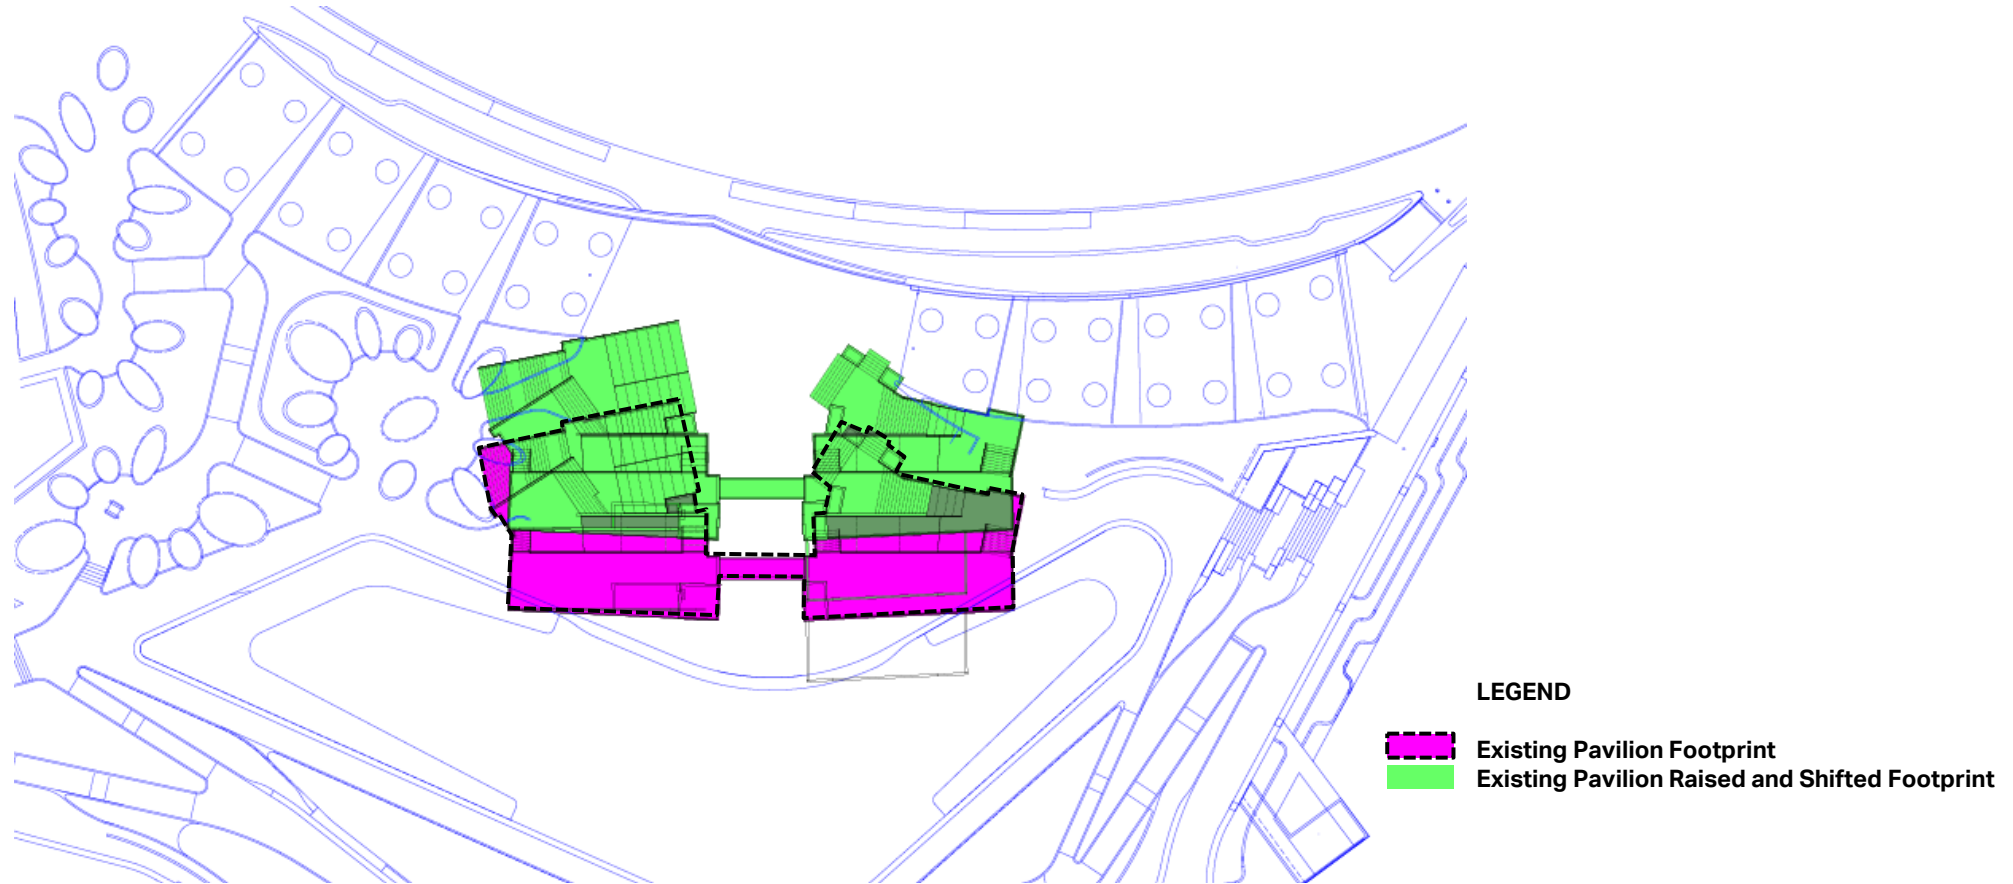 LEGEND
Existing Pavilion Footprint
Existing Pavilion Raised and Shifted Footprint